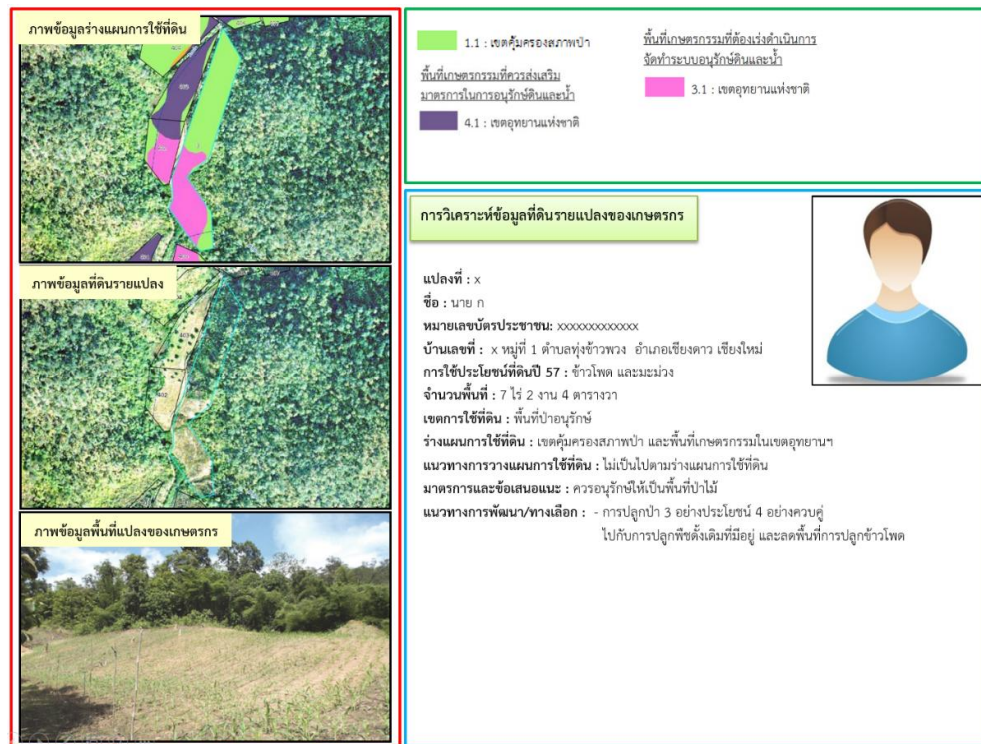 ภาพข้อมูลร่างแผนการใช้ที่ดิน
ภาพข้อมูลที่ดินรายแปลง
402
ภาพข้อมูลพื้นที่แปลงของเกษตรกร
1.1 : เขตคุ้มครองสภาพป่า
พื้นที่เกษตรกรรมที่ควรส่งเสริม
มาตรการในการอนุรักษ์ดินและน้ำ
4.1 : เขตอุทยานแห่งชาติ
พื้นที่เกษตรกรรมที่ต้องเร่งดำเนินการ
จัดทำระบบอนุรักษ์ดินและน้ำ
3.1 : เขตอุทยานแห่งชาติ
การวิเคราะห์ข้อมูลที่ดินรายแปลงของเกษตรกร
แปลงที่ : x
ชื่อ : นาย ก
หมายเลขบัตรประชาชน: xxxxxxxxxxxxx
บ้านเลขที่ : x หมู่ที่ 1 ตำบลทุ่งข้าวพวง อำเภอเชียงดาว เชียงใหม่
การใช้ประโยชน์ที่ดินปี 57 : ข้าวโพด และมะม่วง
จำนวนพื้นที่ : 7 ไร่ 2 งาน 4 ตารางวา
เขตการใช้ที่ดิน : พื้นที่ป่าอนุรักษ์
ร่างแผนการใช้ที่ดิน : เขตคุ้มครองสภาพป่า และพื้นที่เกษตรกรรมในเขตอุทยานฯ
แนวทางการวางแผนการใช้ที่ดิน : ไม่เป็นไปตามร่างแผนการใช้ที่ดิน
มาตรการและข้อเสนอแนะ : ควรอนุรักษ์ให้เป็นพื้นที่ป่าไม้
แนวทางการพัฒนา/ทางเลือก : - การปลูกป่า 3 อย่างประโยชน์ 4 อย่างควบคู่
ไปกับการปลูกพืชดั้งเดิมที่มีอยู่ และลดพื้นที่การปลูกข้าวโพด